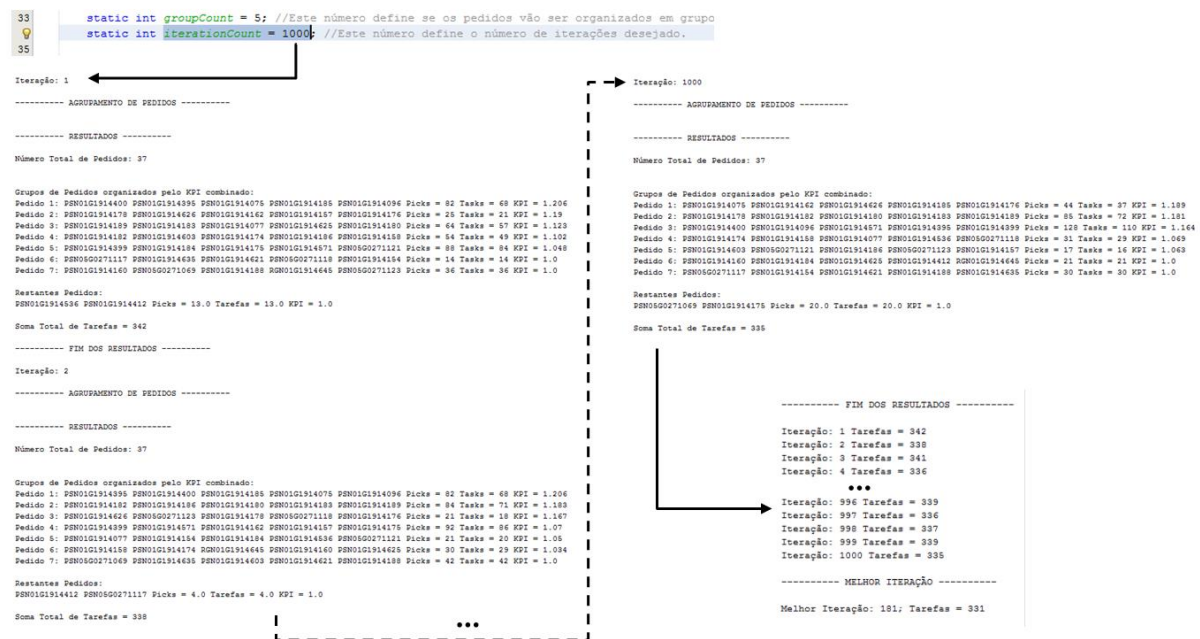 33 static int groupCount = 5; //Este número define se os pedidos vão ser organizados em grupo
static int iterationCount = 1000; //Este número define o número de iterações desejado.
35
Iteração: 1
---------- AGRUPAMENTO DE PEDIDOS ----------
---------- RESULTADOS ----------
Número Total de Pedidos: 37
Grupos de Pedidos organizados pelo KPI combinado:
Pedido 1: PSN01G1914400 PSN01G1914395 PSN01G1914075 PSN01G1914185 PSN01G1914096 Picks = 82 Tasks = 68 KPI = 1.206
Pedido 2: PSN01G1914178 PSN01G1914626 PSN01G1914162 PSN01G1914157 PSN01G1914176 Picks = 25 Tasks = 21 KPI = 1.19
Pedido 3: PSN01G1914189 PSN01G1914183 PSN01G1914077 PSN01G1914625 PSN01G1914180 Picks = 64 Tasks = 57 KPI = 1.123
Pedido 4: PSN01G1914182 PSN01G1914603 PSN01G1914174 PSN01G1914186 PSN01G1914158 Picks = 54 Tasks = 49 KPI = 1.102
Pedido 5: PSN01G1914399 PSN01G1914184 PSN01G1914175 PSN01G1914571 PSN05G0271121 Picks = 88 Tasks = 84 KPI = 1.048
Pedido 6: PSN05G0271117 PSN01G1914635 PSN01G1914621 PSN05G0271118 PSN01G1914154 Picks = 14 Tasks = 14 KPI = 1.0
Pedido 7: PSN01G1914160 PSN05G0271069 PSN01G1914188 RGN01G1914645 PSN05G0271123 Picks = 36 Tasks = 36 KPI = 1.0
Restantes Pedidos:
PSN01G1914536 PSN01G1914412 Picks = 13.0 Tarefas = 13.0 KPI = 1.0
Soma Total de Tarefas = 342
---------- FIM DOS RESULTADOS ----------
Iteração: 2
---------- AGRUPAMENTO DE PEDIDOS ----------
---------- RESULTADOS ----------
Número Total de Pedidos: 37
Grupos de Pedidos organizados pelo KPI combinado:
Pedido 1: PSN01G1914395 PSN01G1914400 PSN01G1914185 PSN01G1914075 PSN01G1914096 Picks = 82 Tasks = 68 KPI = 1.206
Pedido 2: PSN01G1914182 PSN01G1914186 PSN01G1914180 PSN01G1914183 PSN01G1914189 Picks = 84 Tasks = 71 KPI = 1.183
Pedido 3: PSN01G1914626 PSN05G0271123 PSN01G1914178 PSN05G0271118 PSN01G1914176 Picks = 21 Tasks = 18 KPI = 1.167
Pedido 4: PSN01G1914399 PSN01G1914571 PSN01G1914162 PSN01G1914157 PSN01G1914175 Picks = 92 Tasks = 86 KPI = 1.07
Pedido 5: PSN01G1914077 PSN01G1914154 PSN01G1914184 PSN01G1914536 PSN05G0271121 Picks = 21 Tasks = 20 KPI = 1.05
Pedido 6: PSN01G1914158 PSN01G1914174 RGN01G1914645 PSN01G1914160 PSN01G1914625 Picks = 30 Tasks = 29 KPI = 1.034
Pedido 7: PSN05G0271069 PSN01G1914635 PSN01G1914603 PSN01G1914621 PSN01G1914188 Picks = 42 Tasks = 42 KPI = 1.0
Restantes Pedidos:
PSN01G1914412 PSN05G0271117 Picks = 4.0 Tarefas = 4.0 KPI = 1.0
Soma Total de Tarefas = 338
•••
Iteração: 1000
---------- AGRUPAMENTO DE PEDIDOS ----------
---------- RESULTADOS ----------
Número Total de Pedidos: 37
Grupos de Pedidos organizados pelo KPI combinado:
Pedido 1: PSN01G1914075 PSN01G1914162 PSN01G1914626 PSN01G1914185 PSN01G1914176 Picks = 44 Tasks = 37 KPI = 1.189
Pedido 2: PSN01G1914178 PSN01G1914182 PSN01G1914180 PSN01G1914183 PSN01G1914189 Picks = 85 Tasks = 72 KPI = 1.181
Pedido 3: PSN01G1914400 PSN01G1914096 PSN01G1914571 PSN01G1914395 PSN01G1914399 Picks = 128 Tasks = 110 KPI = 1.164
Pedido 4: PSN01G1914174 PSN01G1914158 PSN01G1914077 PSN01G1914536 PSN05G0271118 Picks = 31 Tasks = 29 KPI = 1.069
Pedido 5: PSN01G1914603 PSN05G0271121 PSN01G1914186 PSN05G0271123 PSN01G1914157 Picks = 17 Tasks = 16 KPI = 1.063
Pedido 6: PSN01G1914160 PSN01G1914184 PSN01G1914625 PSN01G1914412 RGN01G1914645 Picks = 21 Tasks = 21 KPI = 1.0
Pedido 7: PSN05G0271117 PSN01G1914154 PSN01G1914621 PSN01G1914188 PSN01G1914635 Picks = 30 Tasks = 30 KPI = 1.0
Restantes Pedidos:
PSN05G0271069 PSN01G1914175 Picks = 20.0 Tarefas = 20.0 KPI = 1.0
Soma Total de Tarefas = 335
---------- FIM DOS RESULTADOS ----------
Iteração: 1 Tarefas = 342
Iteração: 2 Tarefas = 338
Iteração: 3 Tarefas = 341
Iteração: 4 Tarefas = 336
•••
Iteração: 996 Tarefas = 339
Iteração: 997 Tarefas = 336
Iteração: 998 Tarefas = 337
Iteração: 999 Tarefas = 339
Iteração: 1000 Tarefas = 335
---------- MELHOR ITERAÇÃO ----------
Melhor Iteração: 181; Tarefas = 331